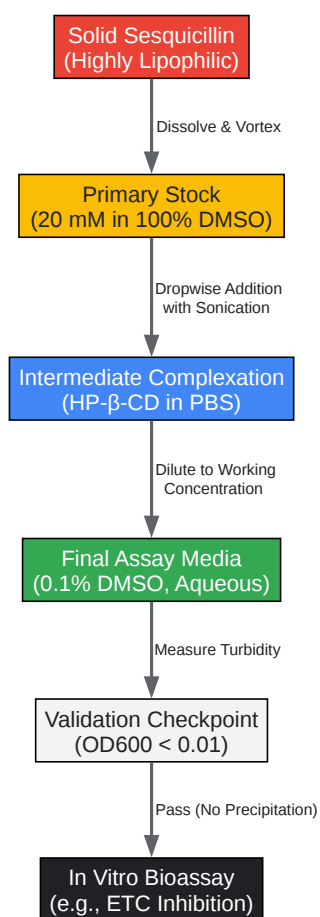 Solid Sesquicillin
(Highly Lipophilic)
Dissolve & Vortex
Primary Stock
(20 mM in 100% DMSO)
Dropwise Addition
with Sonication
Intermediate Complexation
(HP-β-CD in PBS)
Dilute to Working
Concentration
Final Assay Media
(0.1% DMSO, Aqueous)
Measure Turbidity
Validation Checkpoint
(OD600 < 0.01)
Pass (No Precipitation)
In Vitro Bioassay
(e.g., ETC Inhibition)